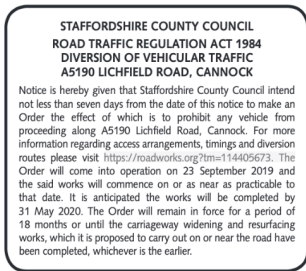 STAFFORDSHIRE COUNTY COUNCIL
ROAD TRAFFIC REGULATION ACT 1984
DIVERSION OF VEHICULAR TRAFFIC
A5190 LICHFIELD ROAD, CANNOCK
Notice is hereby given that Staffordshire County Council intend
not less than seven days from the date of this notice to make an
Order the effect of which is to prohibit any vehicle from
proceeding along A5190 Lichfield Road, Cannock. For more
information regarding access arrangements, timings and diversion
routes please visit https://roadworks.org?tm=114405673. The
Order will come into operation on 23 September 2019 and
the said works will commence on or as near as practicable to
that date. It is anticipated the works will be completed by
31 May 2020. The Order will remain in force for a period of
18 months or until the carriageway widening and resurfacing
works, which it is proposed to carry out on or near the road have
been completed, whichever is the earlier.